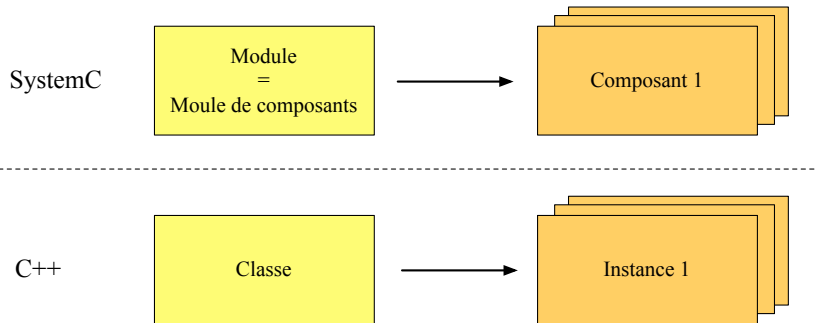 SystemC
Module
=
Moule de composants
Composant 1
C++
Classe
Instance 1